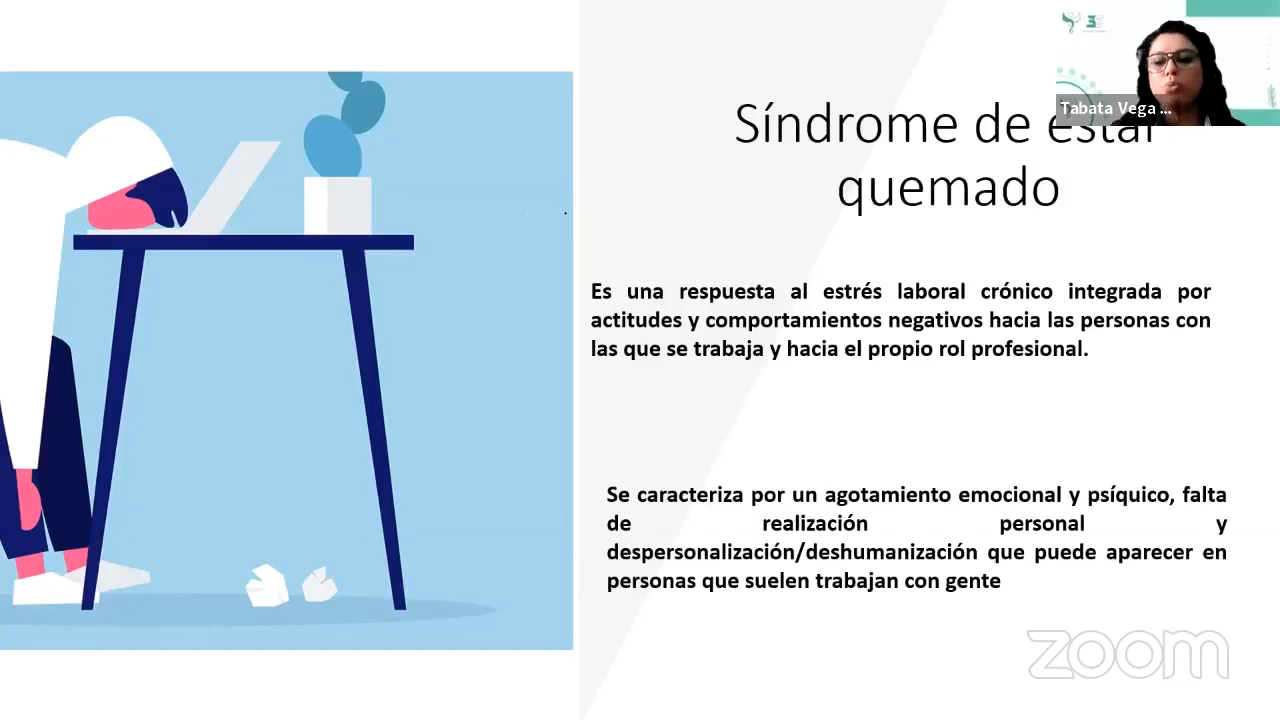 Síndrome de estar
quemado
Tabata Vega ...
Es una respuesta al estrés laboral crónico integrada por
actitudes y comportamientos negativos hacia las personas con
las que se trabaja y hacia el propio rol profesional.
Se caracteriza por un agotamiento emocional y psíquico, falta
de realización personal y
despersonalización/deshumanización que puede aparecer en
personas que suelen trabajan con gente
zoom